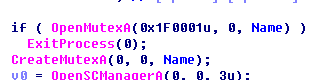 if ( OpenMutexA(0x1F0001u, 0, Name) )
ExitProcess(0);
CreateMutexA(0, 0, Name);
v0 = OpenSCManagerA(0, 0, 3u);